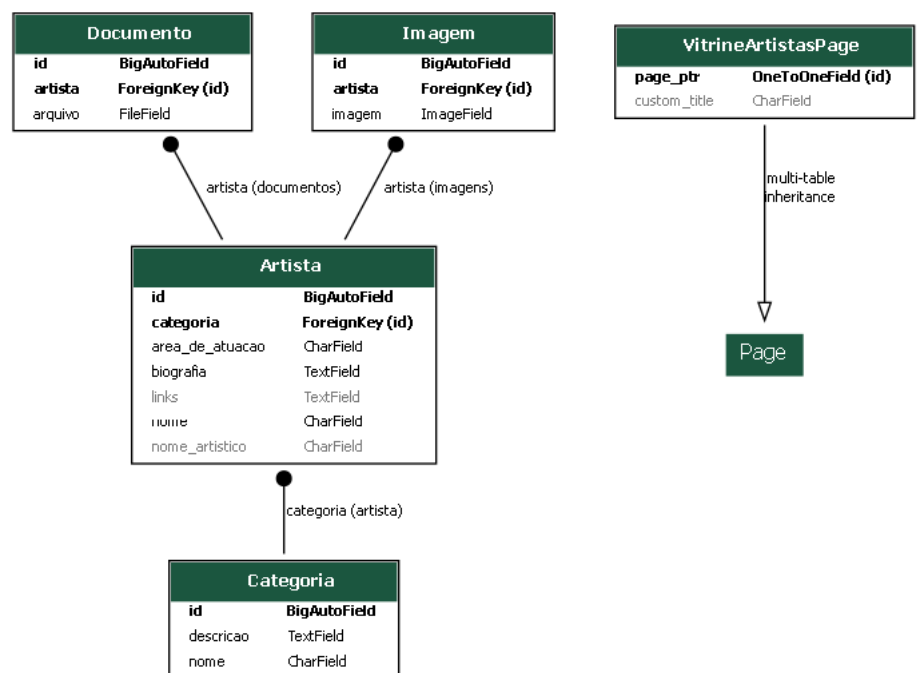 Documento
id BigAutoField
artista ForeignKey (id)
arquivo FileField
Imagem
id BigAutoField
artista ForeignKey (id)
imagem ImageField
VitrineArtistasPage
page_ptr OneToOneField (id)
custom_title CharField
artista (documentos)
artista (imagens)
multi-table
inheritance
Artista
id BigAutoField
categoria ForeignKey (id)
area_de_atuacao CharField
biografia TextField
links TextField
nome CharField
nome_artistico CharField
Page
categoria (artista)
Categoria
id BigAutoField
descricao TextField
nome CharField